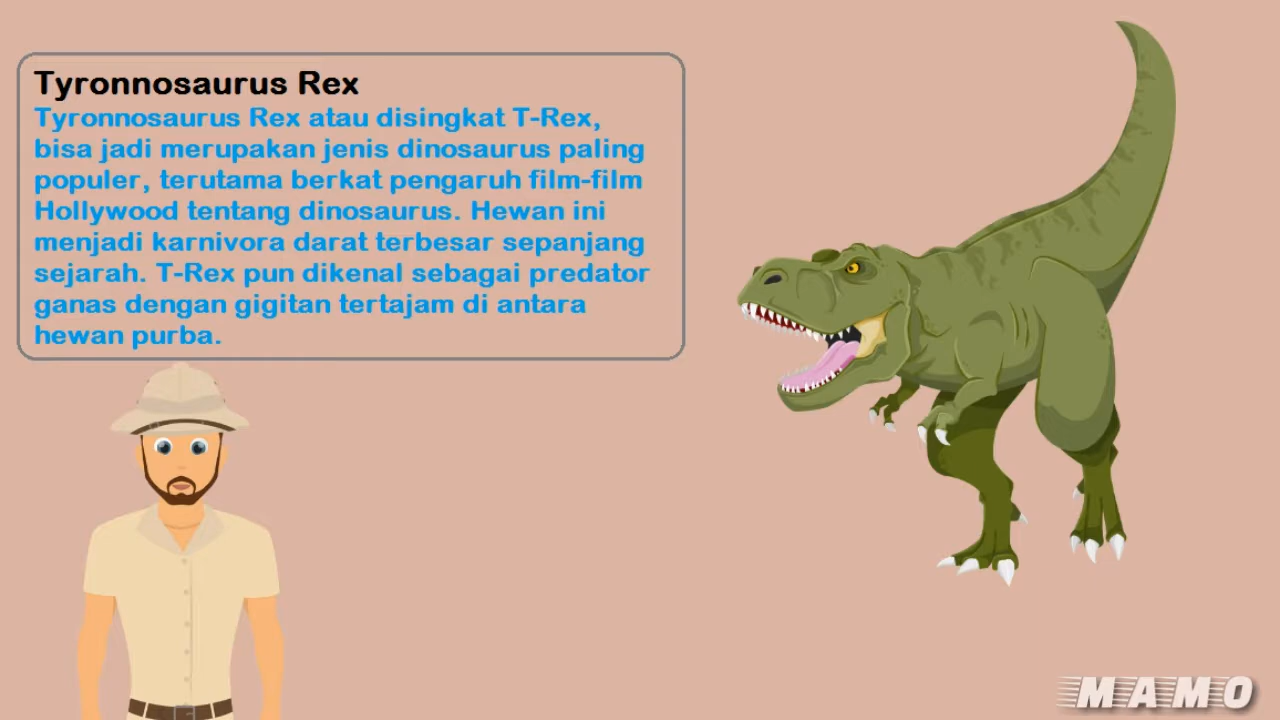 Tyronnosaurus Rex
Tyronnosaurus Rex atau disingkat T-Rex,
bisa jadi merupakan jenis dinosaurus paling
populer, terutama berkat pengaruh film-film
Hollywood tentang dinosaurus. Hewan ini
menjadi karnivora darat terbesar sepanjang
sejarah. T-Rex pun dikenal sebagai predator
ganas dengan gigitan tertajam di antara
hewan purba.
MAMO